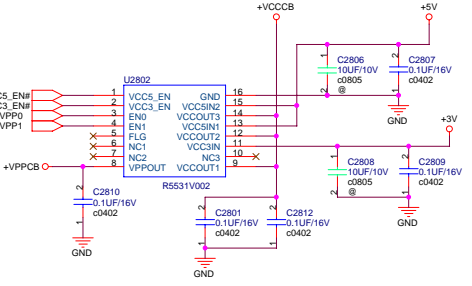 +VCCCB
+5V
C2806
10UF/10V
c0805
@
C2807
0.1UF/16V
c0402
GND
U2802
C5_EN#
C3_EN#
VPP0
VPP1
1 VCC5_EN GND 16
2 VCC3_EN VCC5IN2 15
3 EN0 VCCOUT3 14
4 EN1 VCC5IN1 13
5 FLG VCCOUT2 12
6 NC1 VCC3IN 11
7 NC2 NC3 10
8 VPPOUT VCCOUT1 9
R5531V002
+VPPCB
+3V
C2808
10UF/10V
c0805
@
C2809
0.1UF/16V
c0402
GND
C2810
0.1UF/16V
c0402
GND
C2801
0.1UF/16V
c0402
C2812
0.1UF/16V
c0402
GND